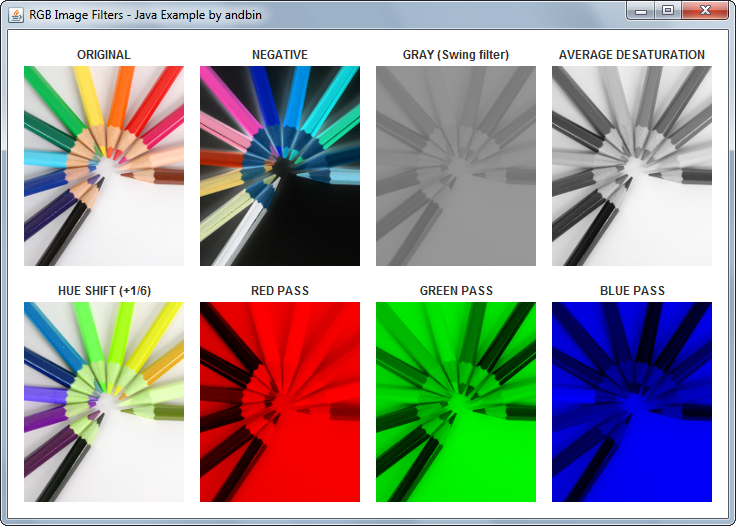 RGB Image Filters - Java Example by andbin
ORIGINAL
NEGATIVE
GRAY (Swing filter)
AVERAGE DESATURATION
HUE SHIFT (+1/6)
RED PASS
GREEN PASS
BLUE PASS